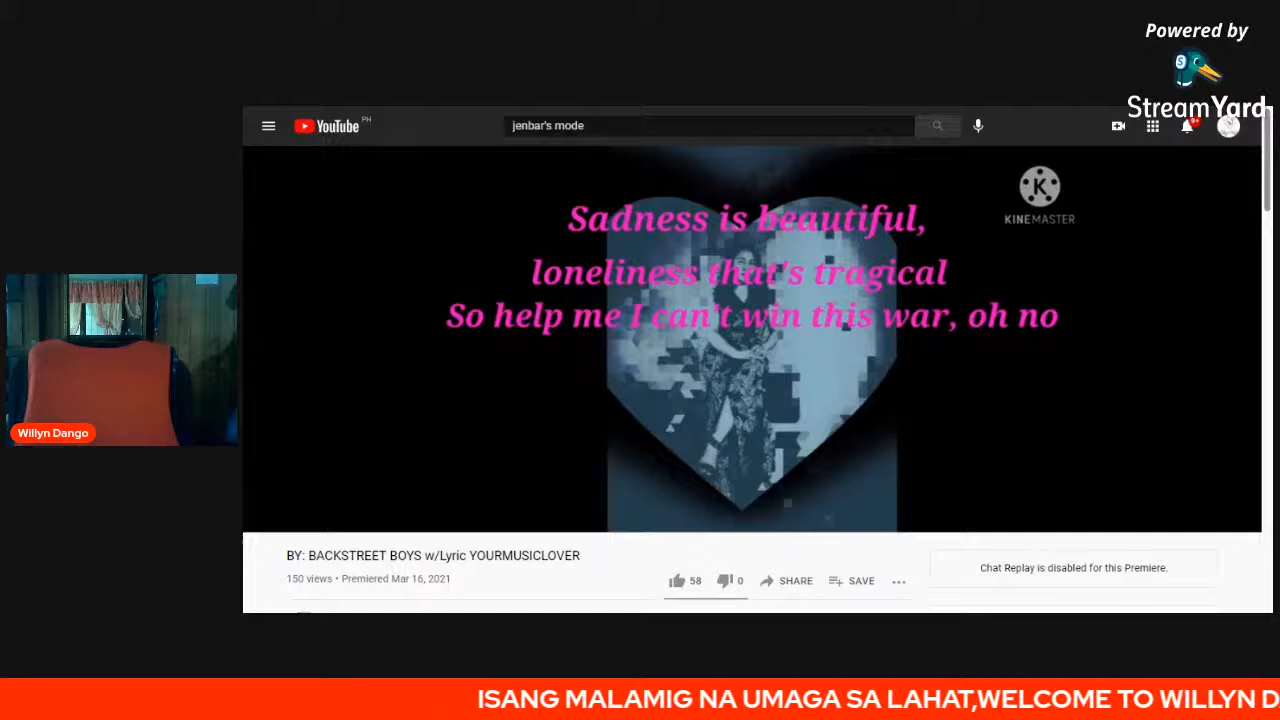 Powered by
StreamYard
YouTube PH
jenbar's mode
9+
K
KINEMASTER
Sadness is beautiful,
loneliness that's tragical
So help me I can't win this war, oh no
Willyn Dango
BY: BACKSTREET BOYS w/Lyric YOURMUSICLOVER
150 views • Premiered Mar 16, 2021
58 0 SHARE SAVE
Chat Replay is disabled for this Premiere.
ISANG MALAMIG NA UMAGA SA LAHAT,WELCOME TO WILLYN D